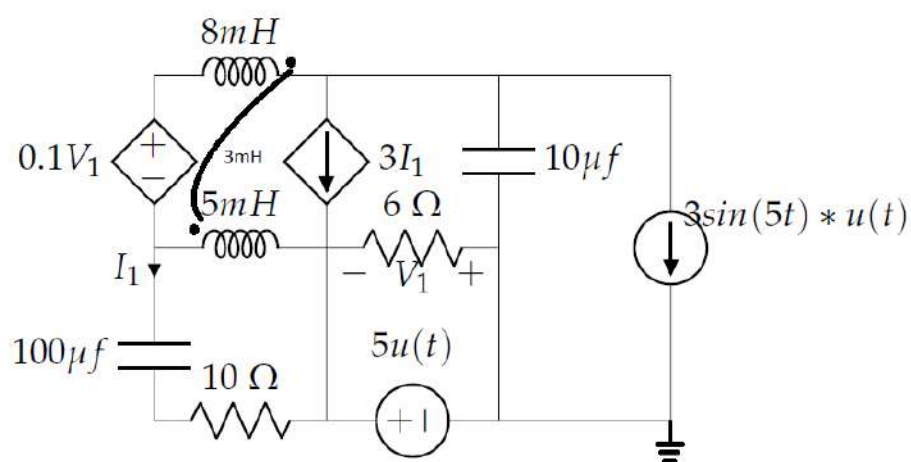 8mH
0.1V₁
+
−
3mH
3I₁
10µf
5mH
6 Ω
3sin(5t) * u(t)
I₁
− V₁ +
100µf
5u(t)
10 Ω
+ −